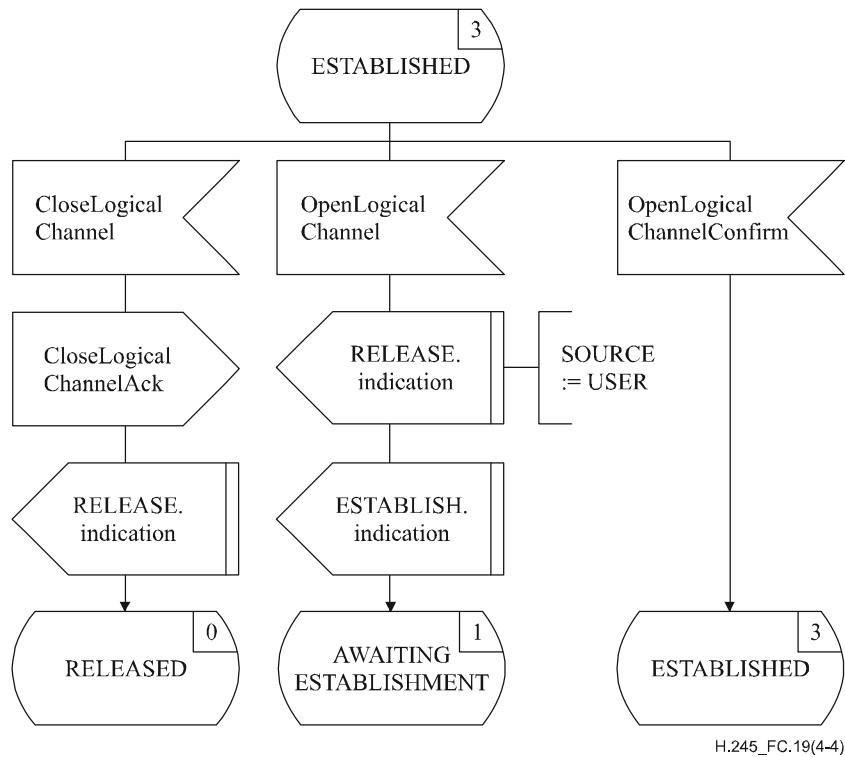 3
ESTABLISHED
CloseLogical
Channel
OpenLogical
Channel
OpenLogical
ChannelConfirm
CloseLogical
ChannelAck
RELEASE.
indication
SOURCE
:= USER
RELEASE.
indication
ESTABLISH.
indication
0
RELEASED
1
AWAITING
ESTABLISHMENT
3
ESTABLISHED
H.245_FC.19(4-4)